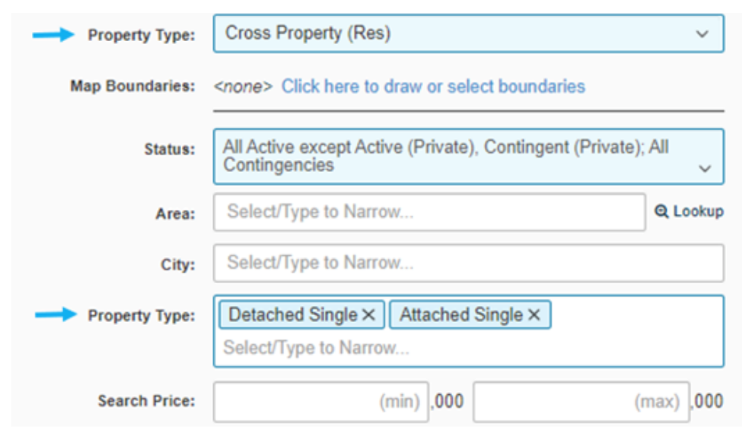 Property Type: Cross Property (Res)
Map Boundaries: <none> Click here to draw or select boundaries
Status: All Active except Active (Private), Contingent (Private); All
Contingencies
Area: Select/Type to Narrow... Lookup
City: Select/Type to Narrow...
Property Type: Detached Single × Attached Single ×
Select/Type to Narrow...
Search Price: (min) ,000 (max) ,000